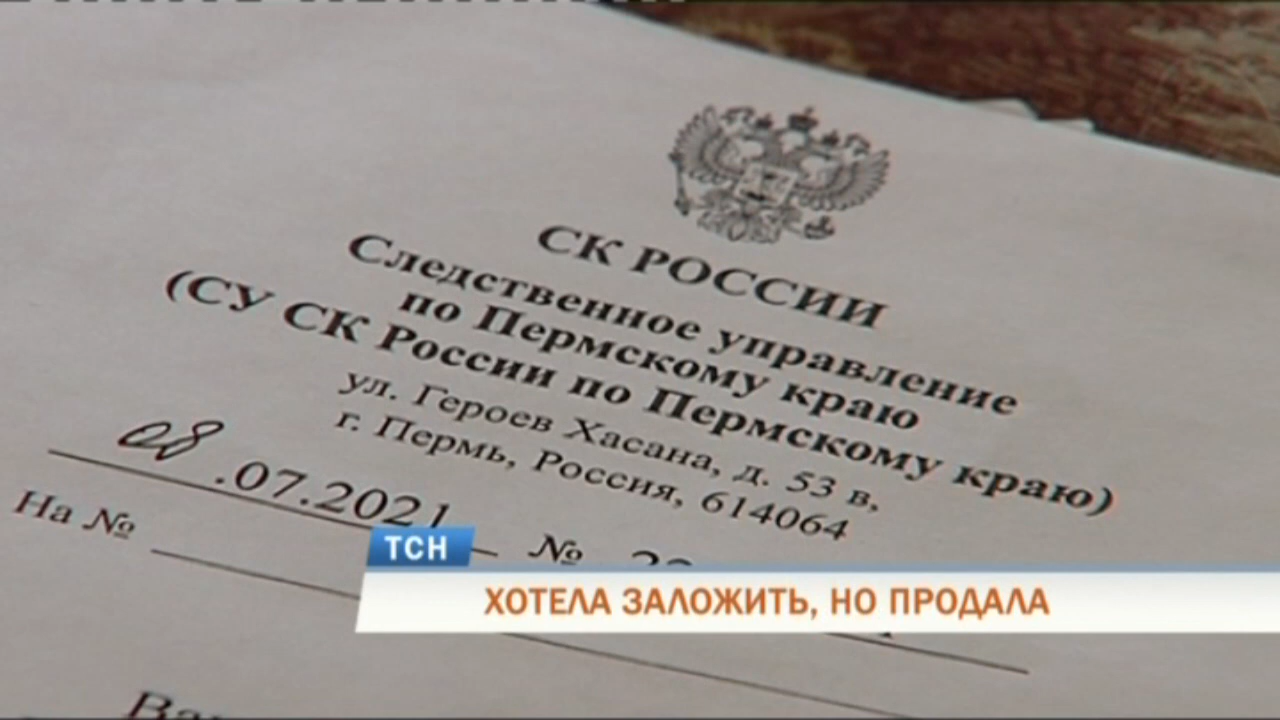 СК РОССИИ
Следственное управление
по Пермскому краю
(СУ СК России по Пермскому краю)
ул. Героев Хасана, д. 53 в,
г. Пермь, Россия, 614064
08.07.2021 №
На №
ТСН
ХОТЕЛА ЗАЛОЖИТЬ, НО ПРОДАЛА